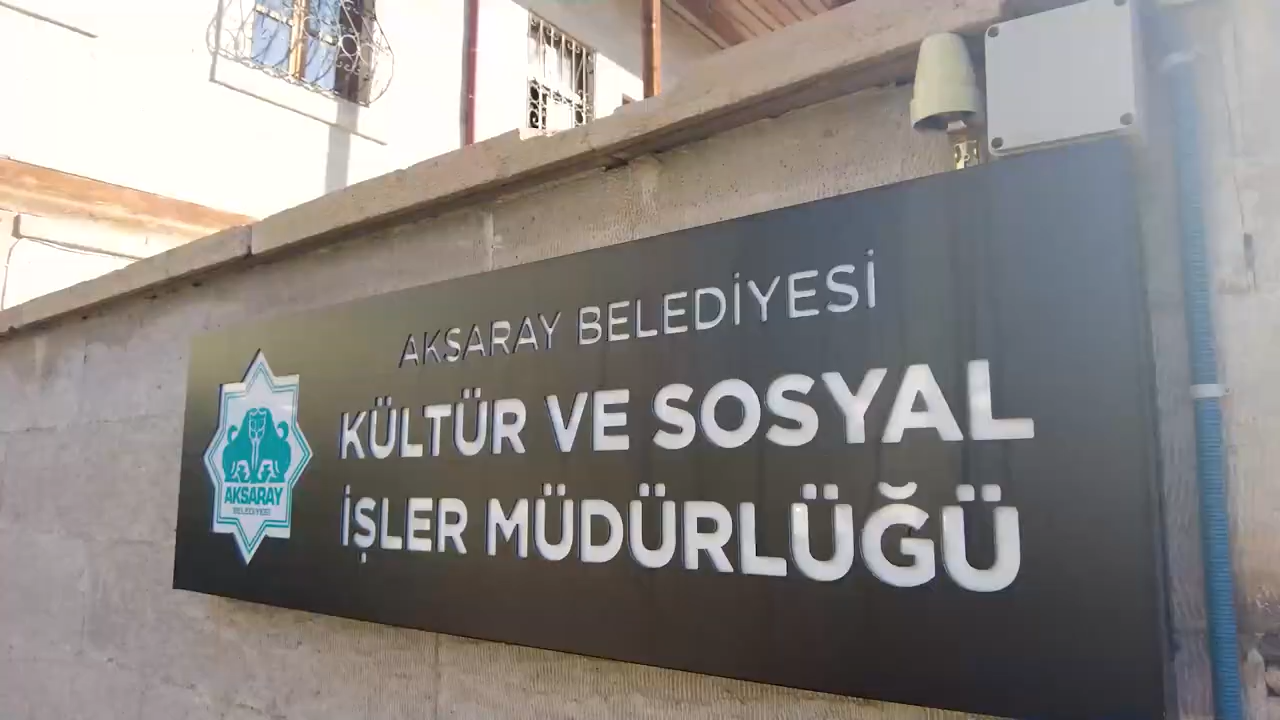 AKSARAY BELEDİYESİ
KÜLTÜR VE SOSYAL
İŞLER MÜDÜRLÜĞÜ
AKSARAY
BELEDİYESİ